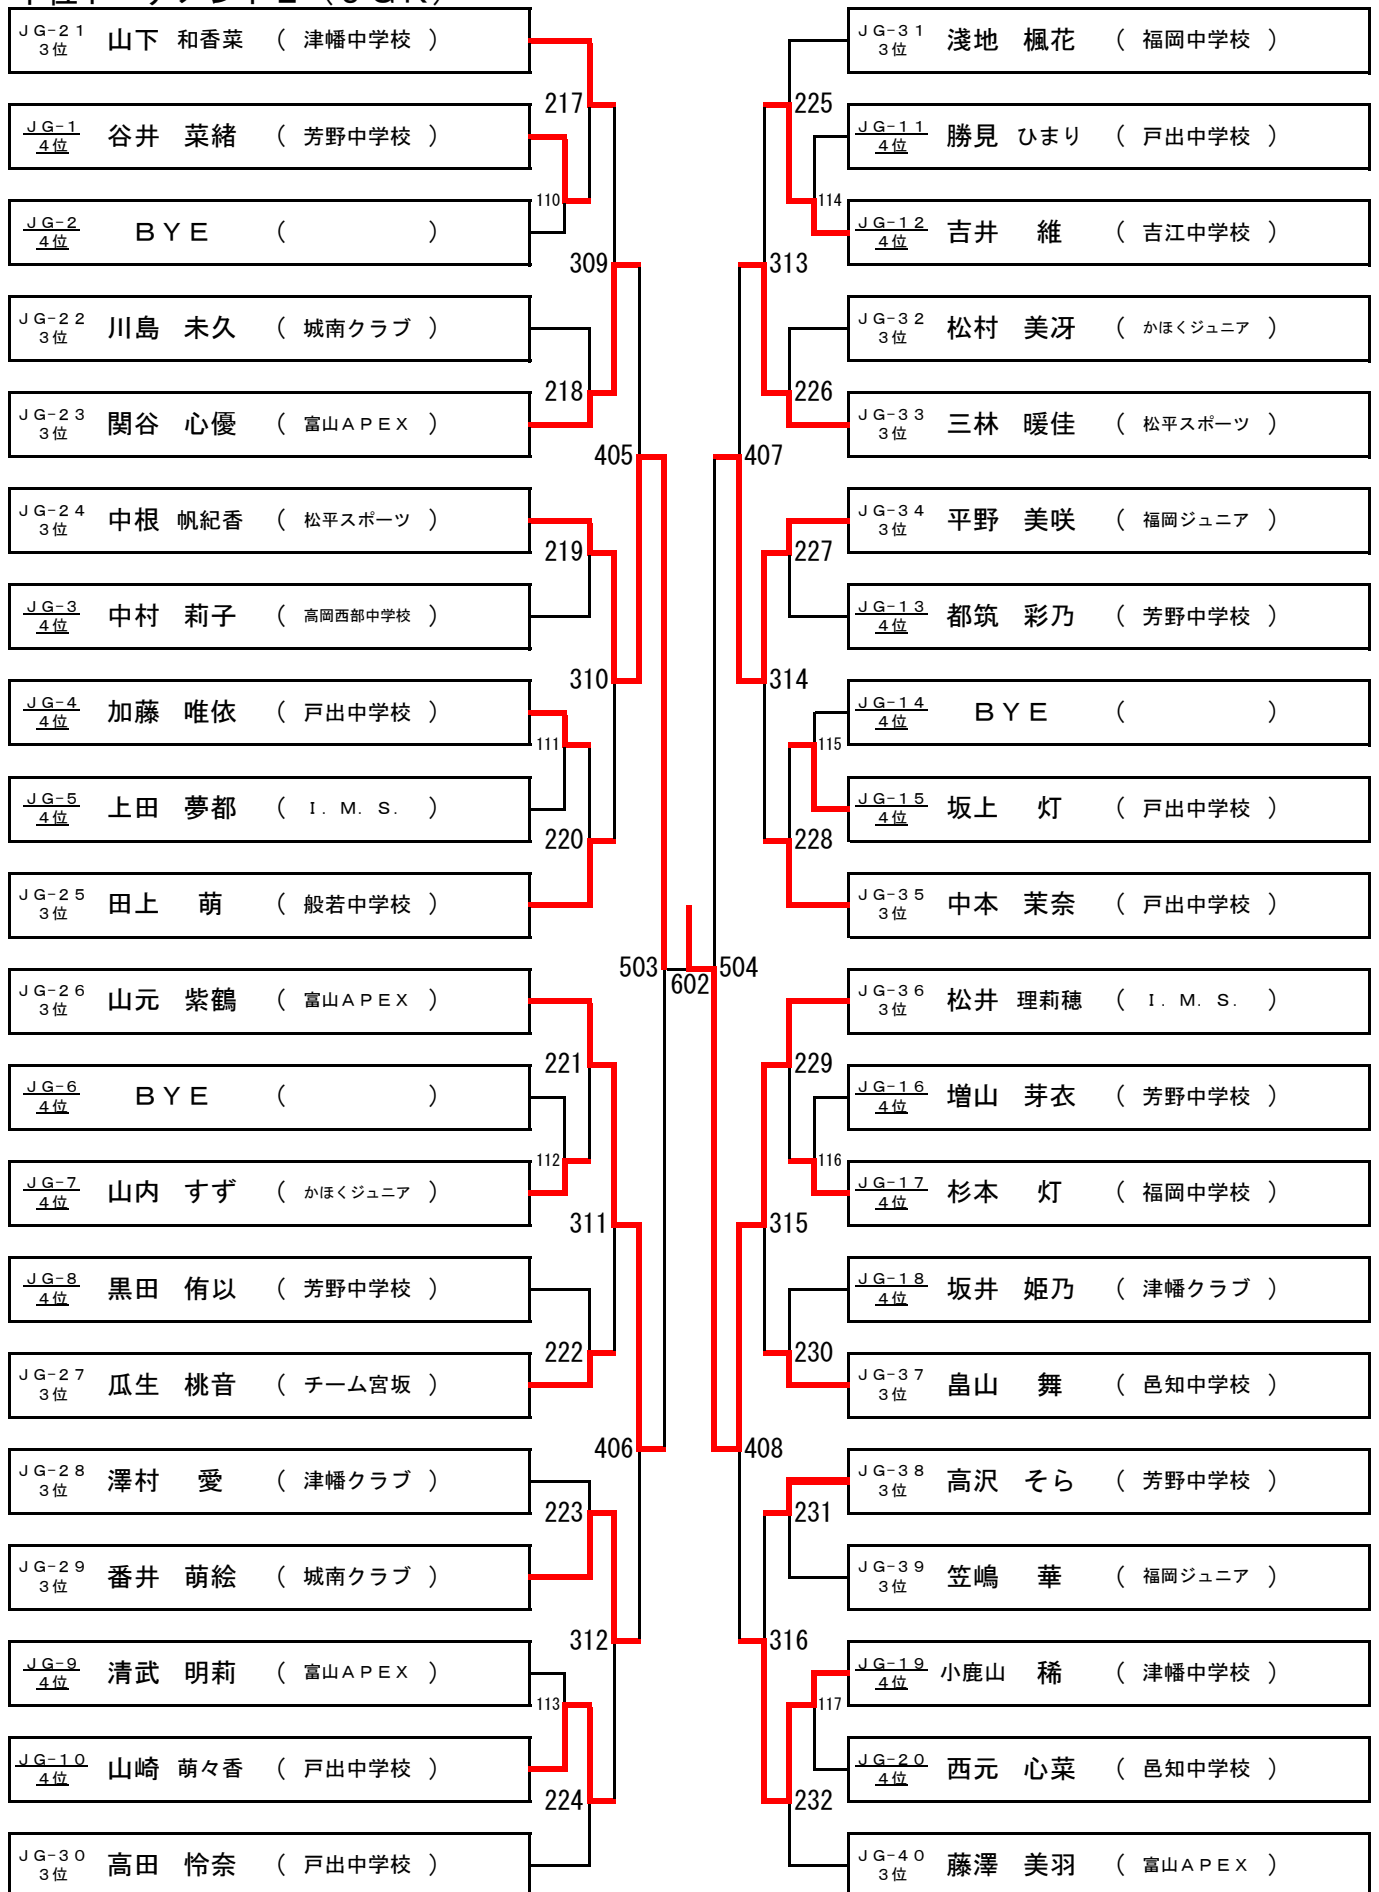 JG-21 3位 山下 和香菜 ( 津幡中学校 )
217
JG-1 4位 谷井 菜緒 ( 芳野中学校 )
110
JG-2 4位 BYE ( )
309
JG-22 3位 川島 未久 ( 城南クラブ )
218
JG-23 3位 関谷 心優 ( 富山APEX )
405
JG-24 3位 中根 帆紀香 ( 松平スポーツ )
219
JG-3 4位 中村 莉子 ( 高岡西部中学校 )
310
JG-4 4位 加藤 唯依 ( 戸出中学校 )
111
JG-5 4位 上田 夢都 ( I. M. S. )
220
JG-25 3位 田上 萌 ( 般若中学校 )
503
602
JG-26 3位 山元 紫鶴 ( 富山APEX )
221
JG-6 4位 BYE ( )
112
JG-7 4位 山内 すず ( かほくジュニア )
311
JG-8 4位 黒田 侑以 ( 芳野中学校 )
222
JG-27 3位 瓜生 桃音 ( チーム宮坂 )
406
JG-28 3位 澤村 愛 ( 津幡クラブ )
223
JG-29 3位 番井 萌絵 ( 城南クラブ )
312
JG-9 4位 清武 明莉 ( 富山APEX )
113
JG-10 4位 山崎 萌々香 ( 戸出中学校 )
224
JG-30 3位 高田 怜奈 ( 戸出中学校 )
JG-31 3位 淺地 楓花 ( 福岡中学校 )
225
JG-11 4位 勝見 ひまり ( 戸出中学校 )
114
JG-12 4位 吉井 維 ( 吉江中学校 )
313
JG-32 3位 松村 美冴 ( かほくジュニア )
226
JG-33 3位 三林 暖佳 ( 松平スポーツ )
407
JG-34 3位 平野 美咲 ( 福岡ジュニア )
227
JG-13 4位 都筑 彩乃 ( 芳野中学校 )
314
JG-14 4位 BYE ( )
115
JG-15 4位 坂上 灯 ( 戸出中学校 )
228
JG-35 3位 中本 茉奈 ( 戸出中学校 )
504
JG-36 3位 松井 理莉穂 ( I. M. S. )
229
JG-16 4位 増山 芽衣 ( 芳野中学校 )
116
JG-17 4位 杉本 灯 ( 福岡中学校 )
315
JG-18 4位 坂井 姫乃 ( 津幡クラブ )
230
JG-37 3位 畠山 舞 ( 邑知中学校 )
408
JG-38 3位 高沢 そら ( 芳野中学校 )
231
JG-39 3位 笠嶋 華 ( 福岡ジュニア )
316
JG-19 4位 小鹿山 稀 ( 津幡中学校 )
117
JG-20 4位 西元 心菜 ( 邑知中学校 )
232
JG-40 3位 藤澤 美羽 ( 富山APEX )